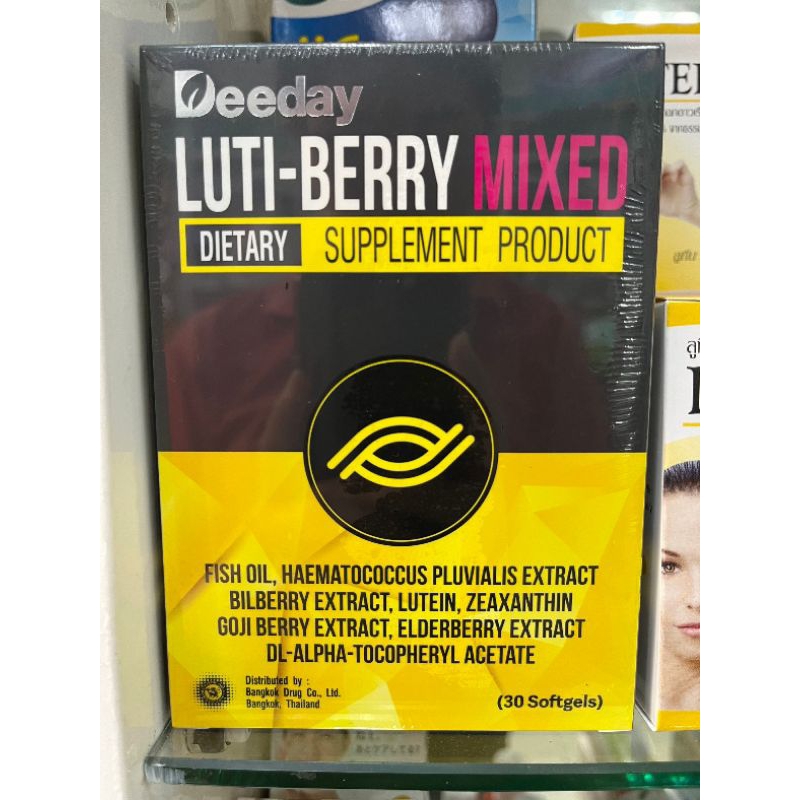 Deeday
LUTI-BERRY MIXED
DIETARY SUPPLEMENT PRODUCT
FISH OIL, HAEMATOCOCCUS PLUVIALIS EXTRACT
BILBERRY EXTRACT, LUTEIN, ZEAXANTHIN
GOJI BERRY EXTRACT, ELDERBERRY EXTRACT
DL-ALPHA-TOCOPHERYL ACETATE
Distributed by :
Bangkok Drug Co., Ltd.
Bangkok, Thailand
(30 Softgels)